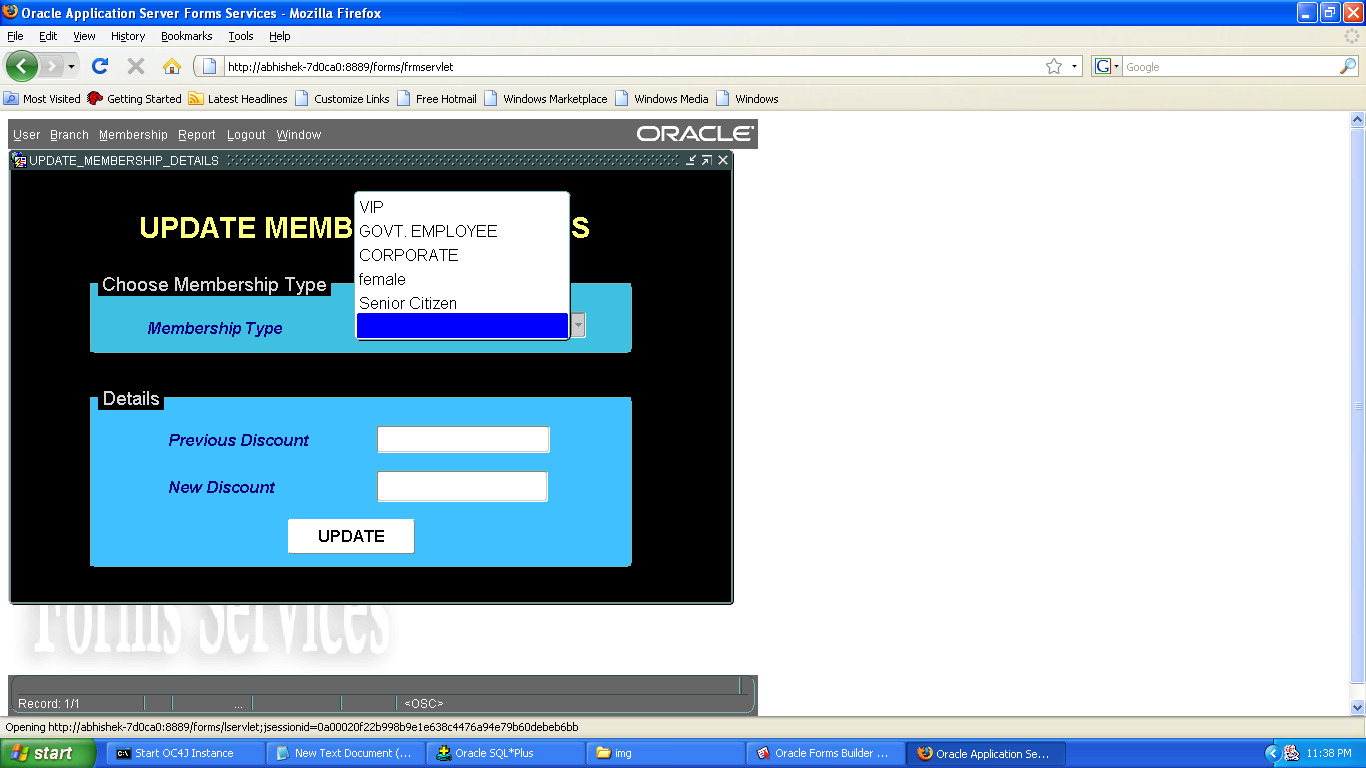 Oracle Application Server Forms Services - Mozilla Firefox
File Edit View History Bookmarks Tools Help
http://abhishek-7d0ca0:8889/forms/frmservlet
G Google
Most Visited Getting Started Latest Headlines Customize Links Free Hotmail Windows Marketplace Windows Media Windows
User Branch Membership Report Logout Window ORACLE
UPDATE_MEMBERSHIP_DETAILS
VIP
UPDATE MEMB S
GOVT. EMPLOYEE
CORPORATE
female
Choose Membership Type
Senior Citizen
Membership Type
Details
Previous Discount
New Discount
UPDATE
Forms Services
Record: 1/1 ... <OSC>
Opening http://abhishek-7d0ca0:8889/forms/lservlet;jsessionid=0a00020f22b998b9e1e638c4476a94e79b60debeb6bb
start Start OC4J Instance New Text Document (... Oracle SQL*Plus img Oracle Forms Builder ... Oracle Application Se... 11:38 PM